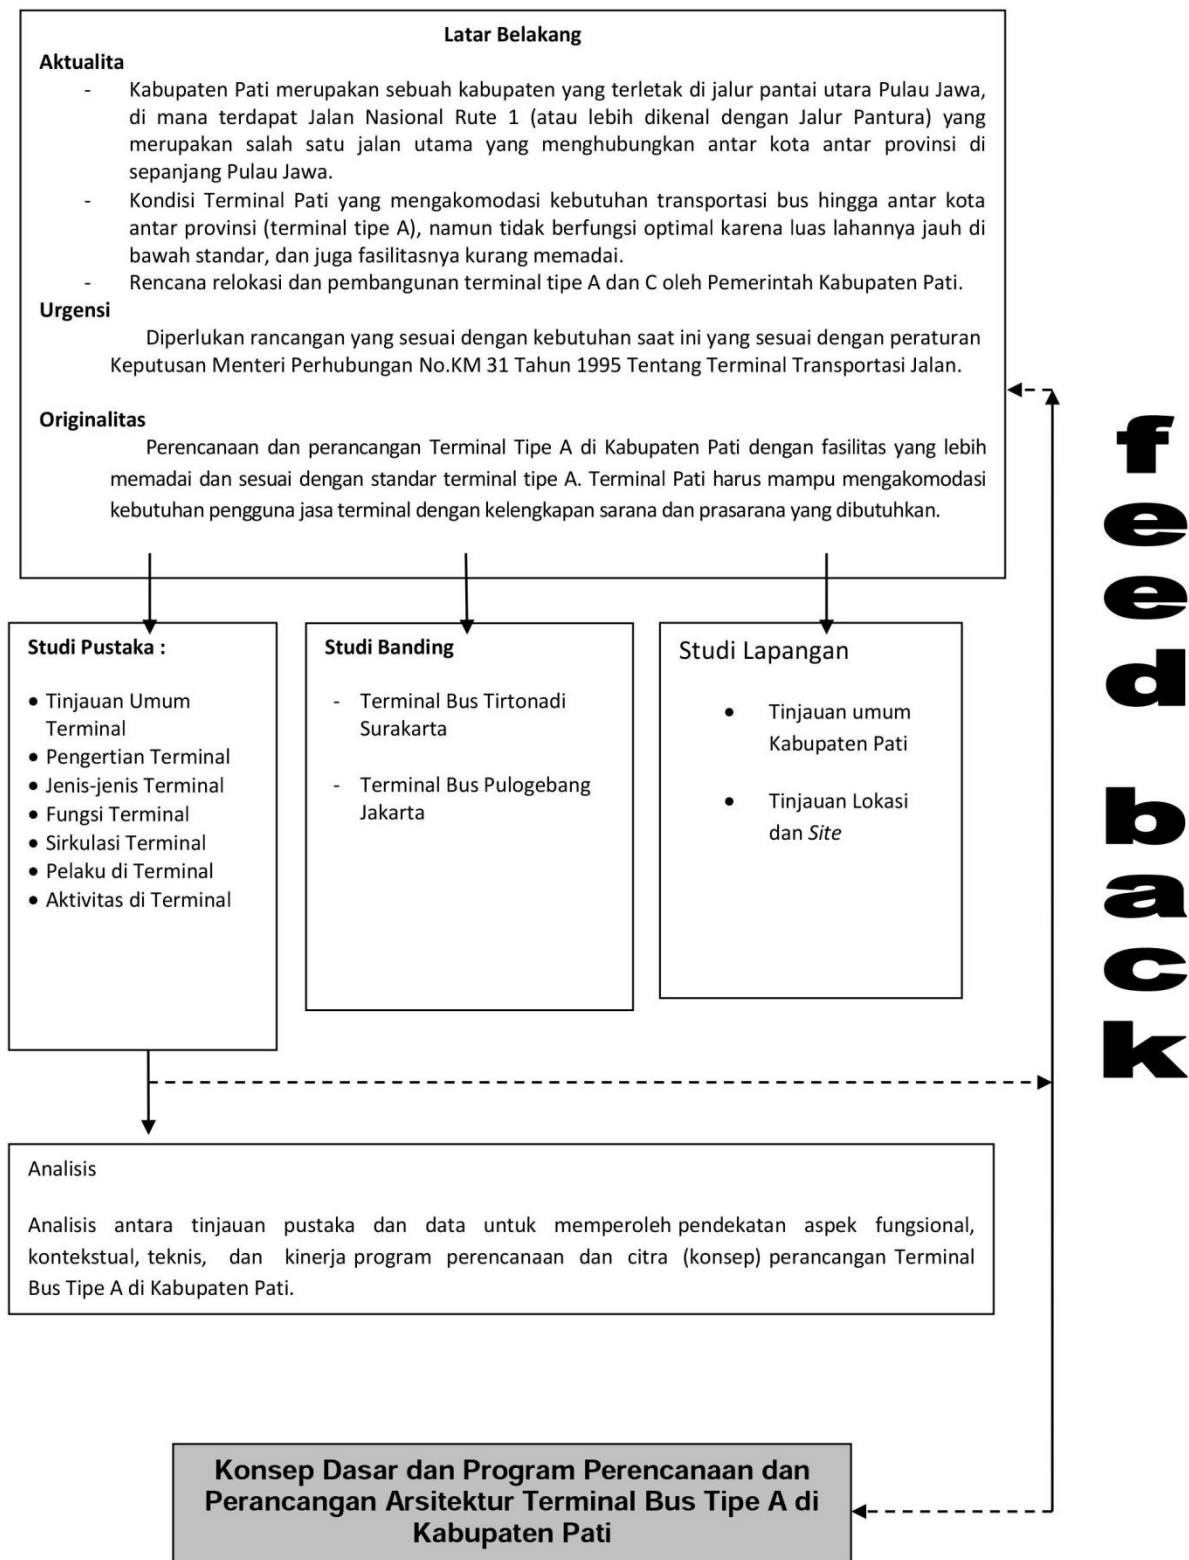 Latar Belakang
Aktualita
- Kabupaten Pati merupakan sebuah kabupaten yang terletak di jalur pantai utara Pulau Jawa,
di mana terdapat Jalan Nasional Rute 1 (atau lebih dikenal dengan Jalur Pantura) yang
merupakan salah satu jalan utama yang menghubungkan antar kota antar provinsi di
sepanjang Pulau Jawa.
- Kondisi Terminal Pati yang mengakomodasi kebutuhan transportasi bus hingga antar kota
antar provinsi (terminal tipe A), namun tidak berfungsi optimal karena luas lahannya jauh di
bawah standar, dan juga fasilitasnya kurang memadai.
- Rencana relokasi dan pembangunan terminal tipe A dan C oleh Pemerintah Kabupaten Pati.
Urgensi
Diperlukan rancangan yang sesuai dengan kebutuhan saat ini yang sesuai dengan peraturan
Keputusan Menteri Perhubungan No.KM 31 Tahun 1995 Tentang Terminal Transportasi Jalan.
Originalitas
Perencanaan dan perancangan Terminal Tipe A di Kabupaten Pati dengan fasilitas yang lebih
memadai dan sesuai dengan standar terminal tipe A. Terminal Pati harus mampu mengakomodasi
kebutuhan pengguna jasa terminal dengan kelengkapan sarana dan prasarana yang dibutuhkan.
Studi Pustaka :
• Tinjauan Umum
Terminal
• Pengertian Terminal
• Jenis-jenis Terminal
• Fungsi Terminal
• Sirkulasi Terminal
• Pelaku di Terminal
• Aktivitas di Terminal
Studi Banding
- Terminal Bus Tirtonadi
Surakarta
- Terminal Bus Pulogebang
Jakarta
Studi Lapangan
• Tinjauan umum
Kabupaten Pati
• Tinjauan Lokasi
dan Site
feed back
Analisis
Analisis antara tinjauan pustaka dan data untuk memperoleh pendekatan aspek fungsional,
kontekstual, teknis, dan kinerja program perencanaan dan citra (konsep) perancangan Terminal
Bus Tipe A di Kabupaten Pati.
Konsep Dasar dan Program Perencanaan dan
Perancangan Arsitektur Terminal Bus Tipe A di
Kabupaten Pati